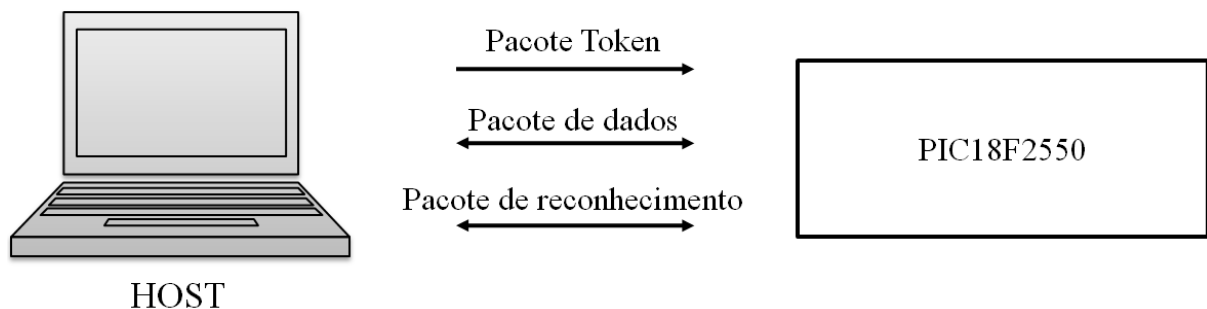 Pacote Token
Pacote de dados
PIC18F2550
Pacote de reconhecimento
HOST